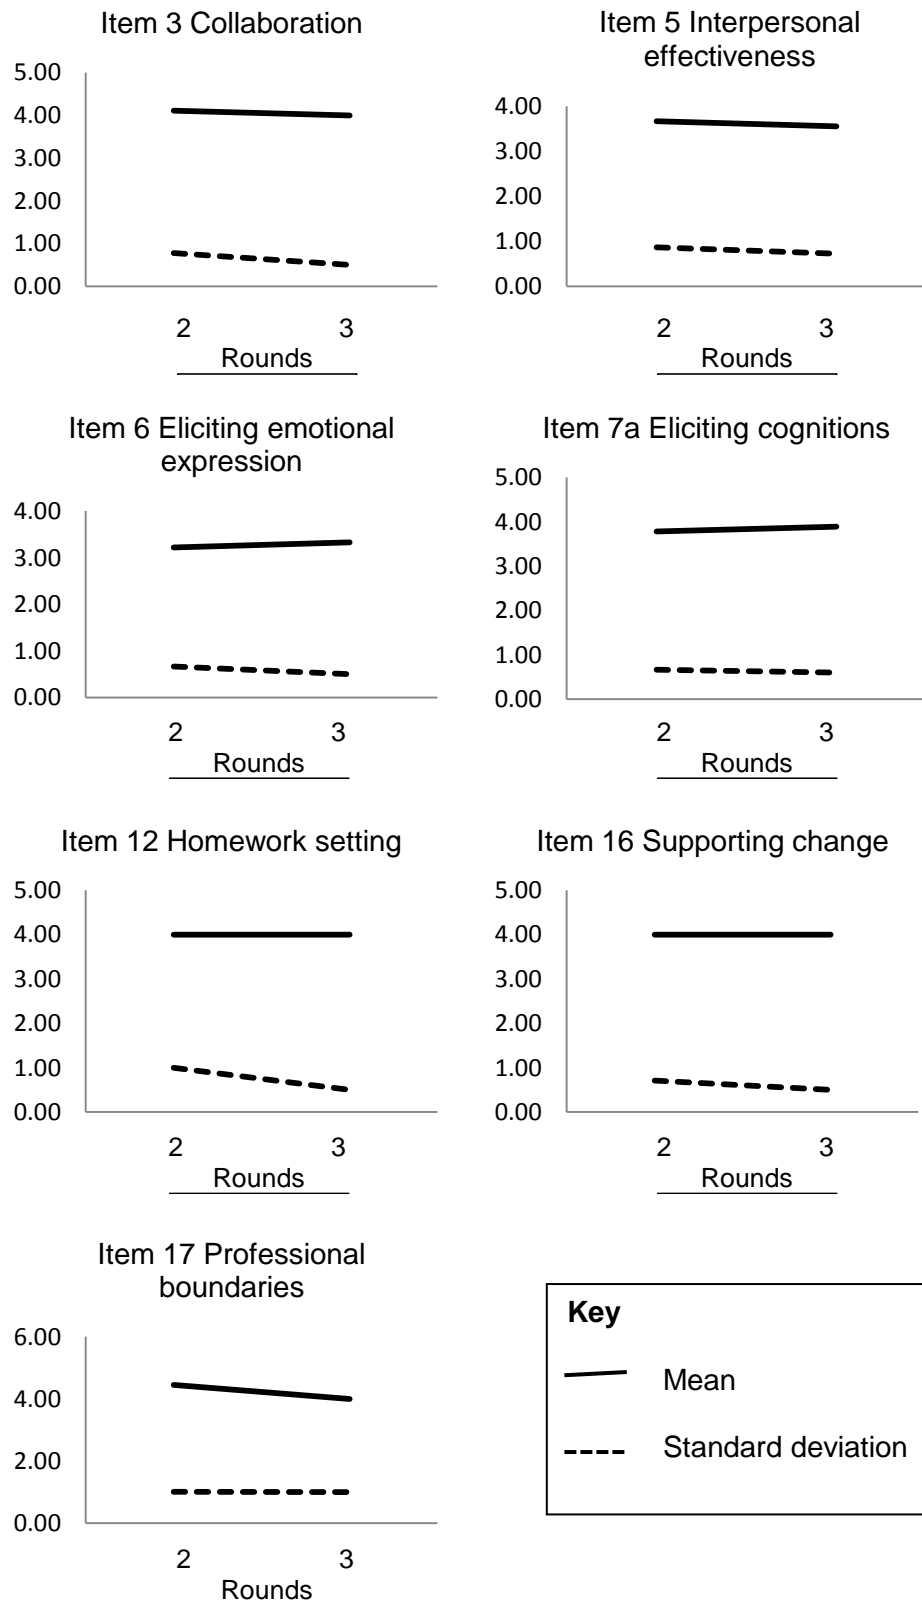 Item 3 Collaboration
5.00
4.00
3.00
2.00
1.00
0.00
2 3
Rounds
Item 5 Interpersonal
effectiveness
4.00
3.00
2.00
1.00
0.00
2 3
Rounds
Item 6 Eliciting emotional
expression
4.00
3.00
2.00
1.00
0.00
2 3
Rounds
Item 7a Eliciting cognitions
5.00
4.00
3.00
2.00
1.00
0.00
2 3
Rounds
Item 12 Homework setting
5.00
4.00
3.00
2.00
1.00
0.00
2 3
Rounds
Item 16 Supporting change
5.00
4.00
3.00
2.00
1.00
0.00
2 3
Rounds
Item 17 Professional
boundaries
6.00
4.00
2.00
0.00
2 3
Rounds
Key
Mean
Standard deviation